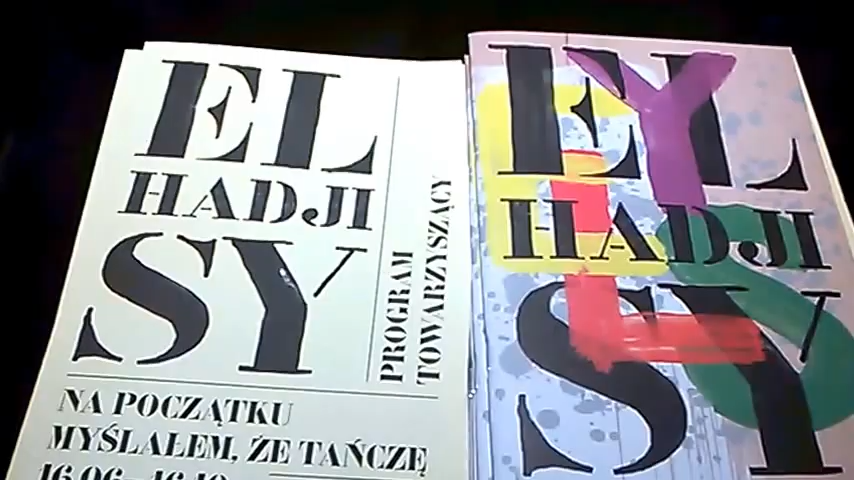 EL
HADJI
SY
PROGRAM
TOWARZYSZĄCY
NA POCZĄTKU
MYŚLAŁEM, ŻE TAŃCZĘ
EL
HADJI
SY